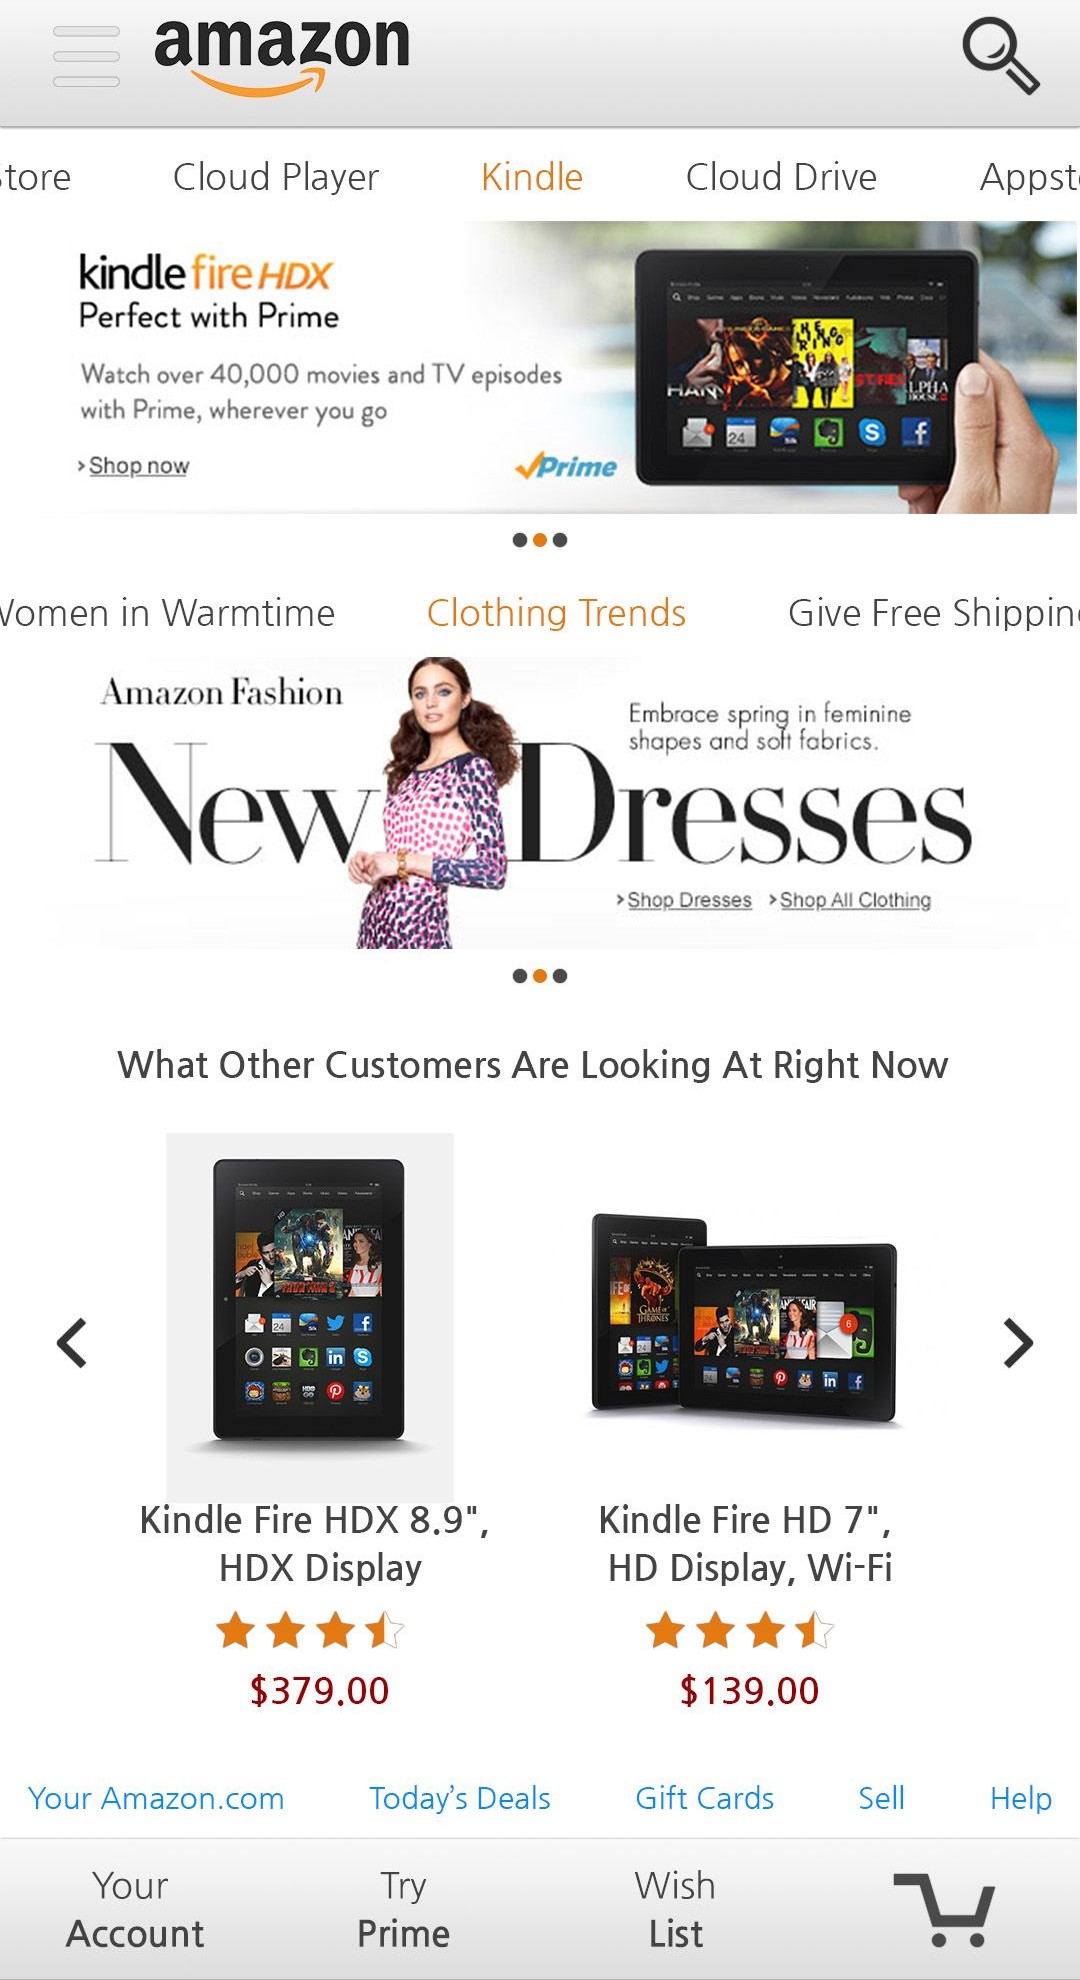 amazon
tore
Cloud Player
Kindle
Cloud Drive
Appst
kindle fire HDX
Perfect with Prime
Watch over 40,000 movies and TV episodes
with Prime, wherever you go
> Shop now
Prime
Women in Warmtime
Clothing Trends
Give Free Shippin
Amazon Fashion
New Dresses
Embrace spring in feminine
shapes and soft fabrics.
> Shop Dresses > Shop All Clothing
What Other Customers Are Looking At Right Now
GAME OF
THRONES
Kindle Fire HDX 8.9",
HDX Display
$379.00
Kindle Fire HD 7",
HD Display, Wi-Fi
$139.00
Your Amazon.com
Today's Deals
Gift Cards
Sell
Help
Your
Account
Try
Prime
Wish
List